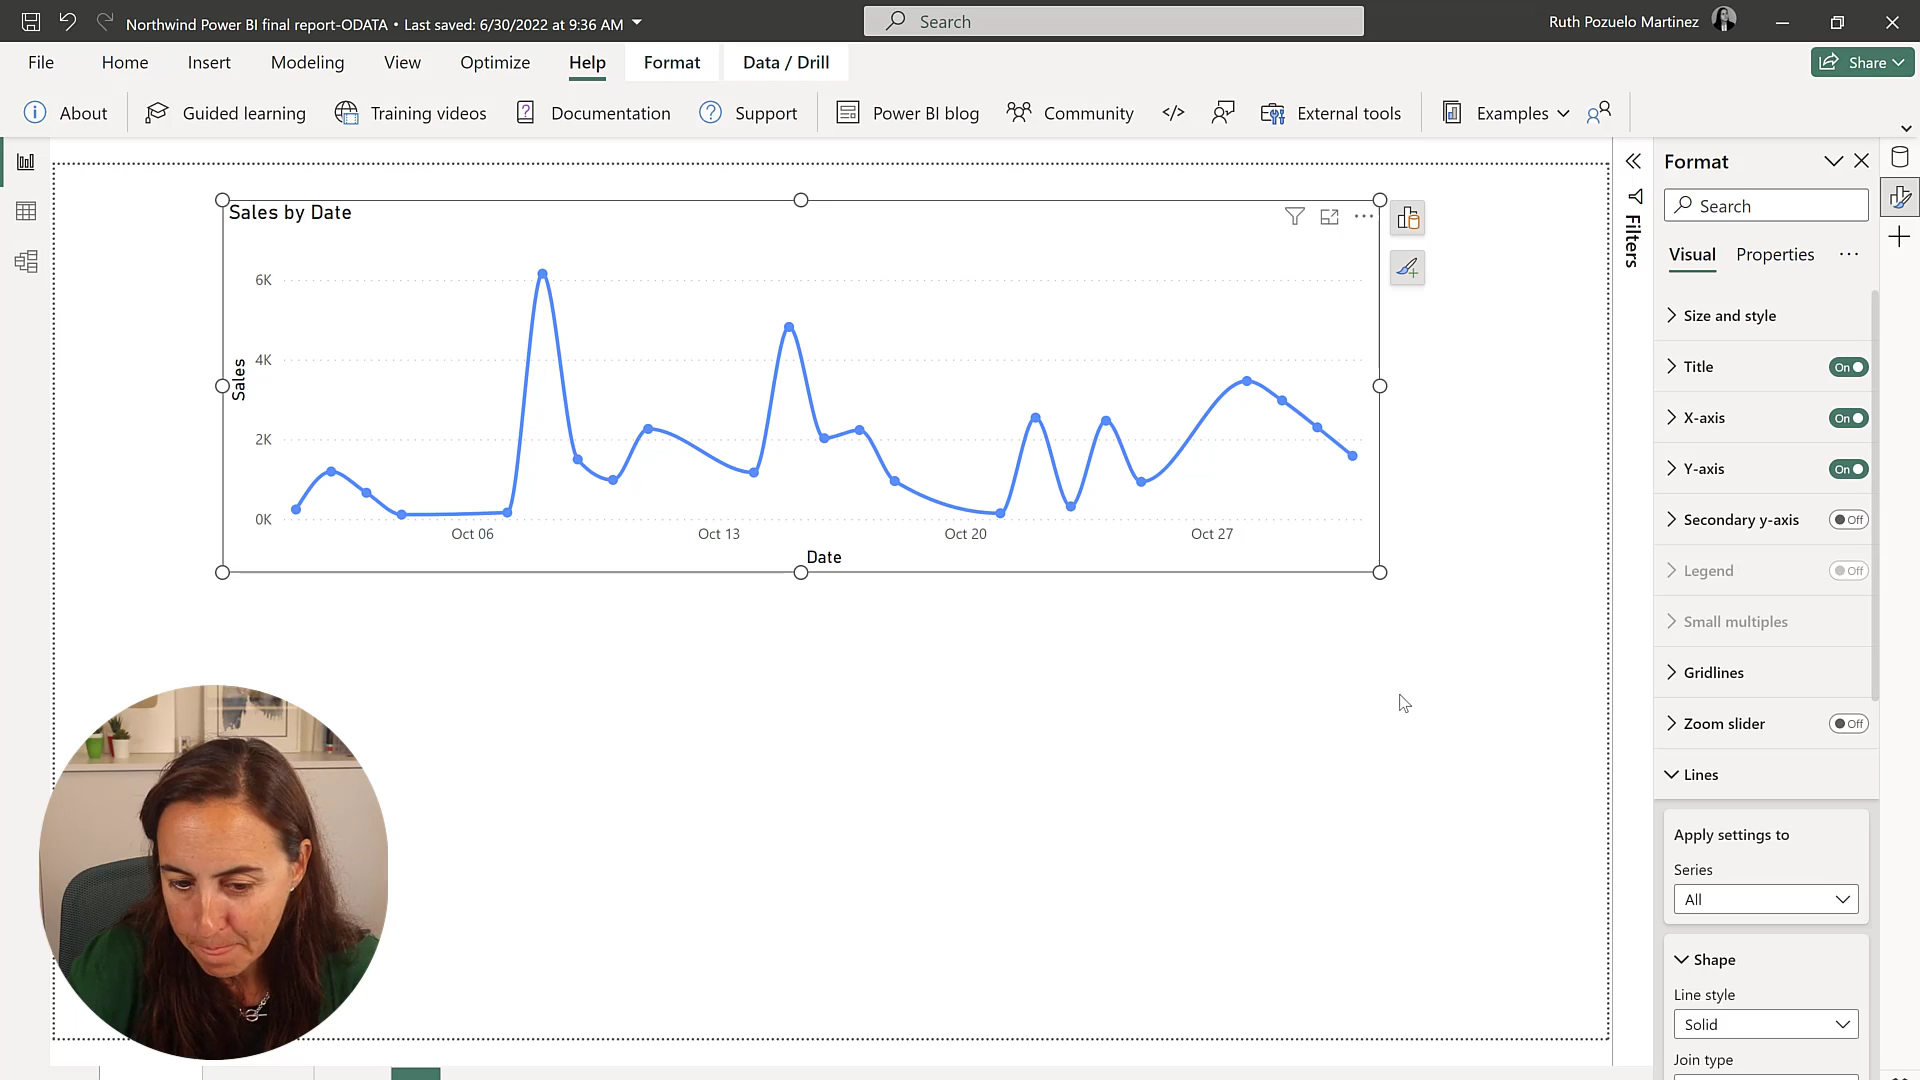 Northwind Power BI final report-ODATA • Last saved: 6/30/2022 at 9:36 AM
Search
Ruth Pozuelo Martinez
File
Home
Insert
Modeling
View
Optimize
Help
Format
Data / Drill
Share
About
Guided learning
Training videos
Documentation
Support
Power BI blog
Community
External tools
Examples
Sales by Date
6K
4K
2K
0K
Sales
Oct 06
Oct 13
Oct 20
Oct 27
Date
Filters
Format
Search
Visual
Properties
Size and style
Title
On
X-axis
On
Y-axis
On
Secondary y-axis
Off
Legend
Off
Small multiples
Gridlines
Zoom slider
Off
Lines
Apply settings to
Series
All
Shape
Line style
Solid
Join type